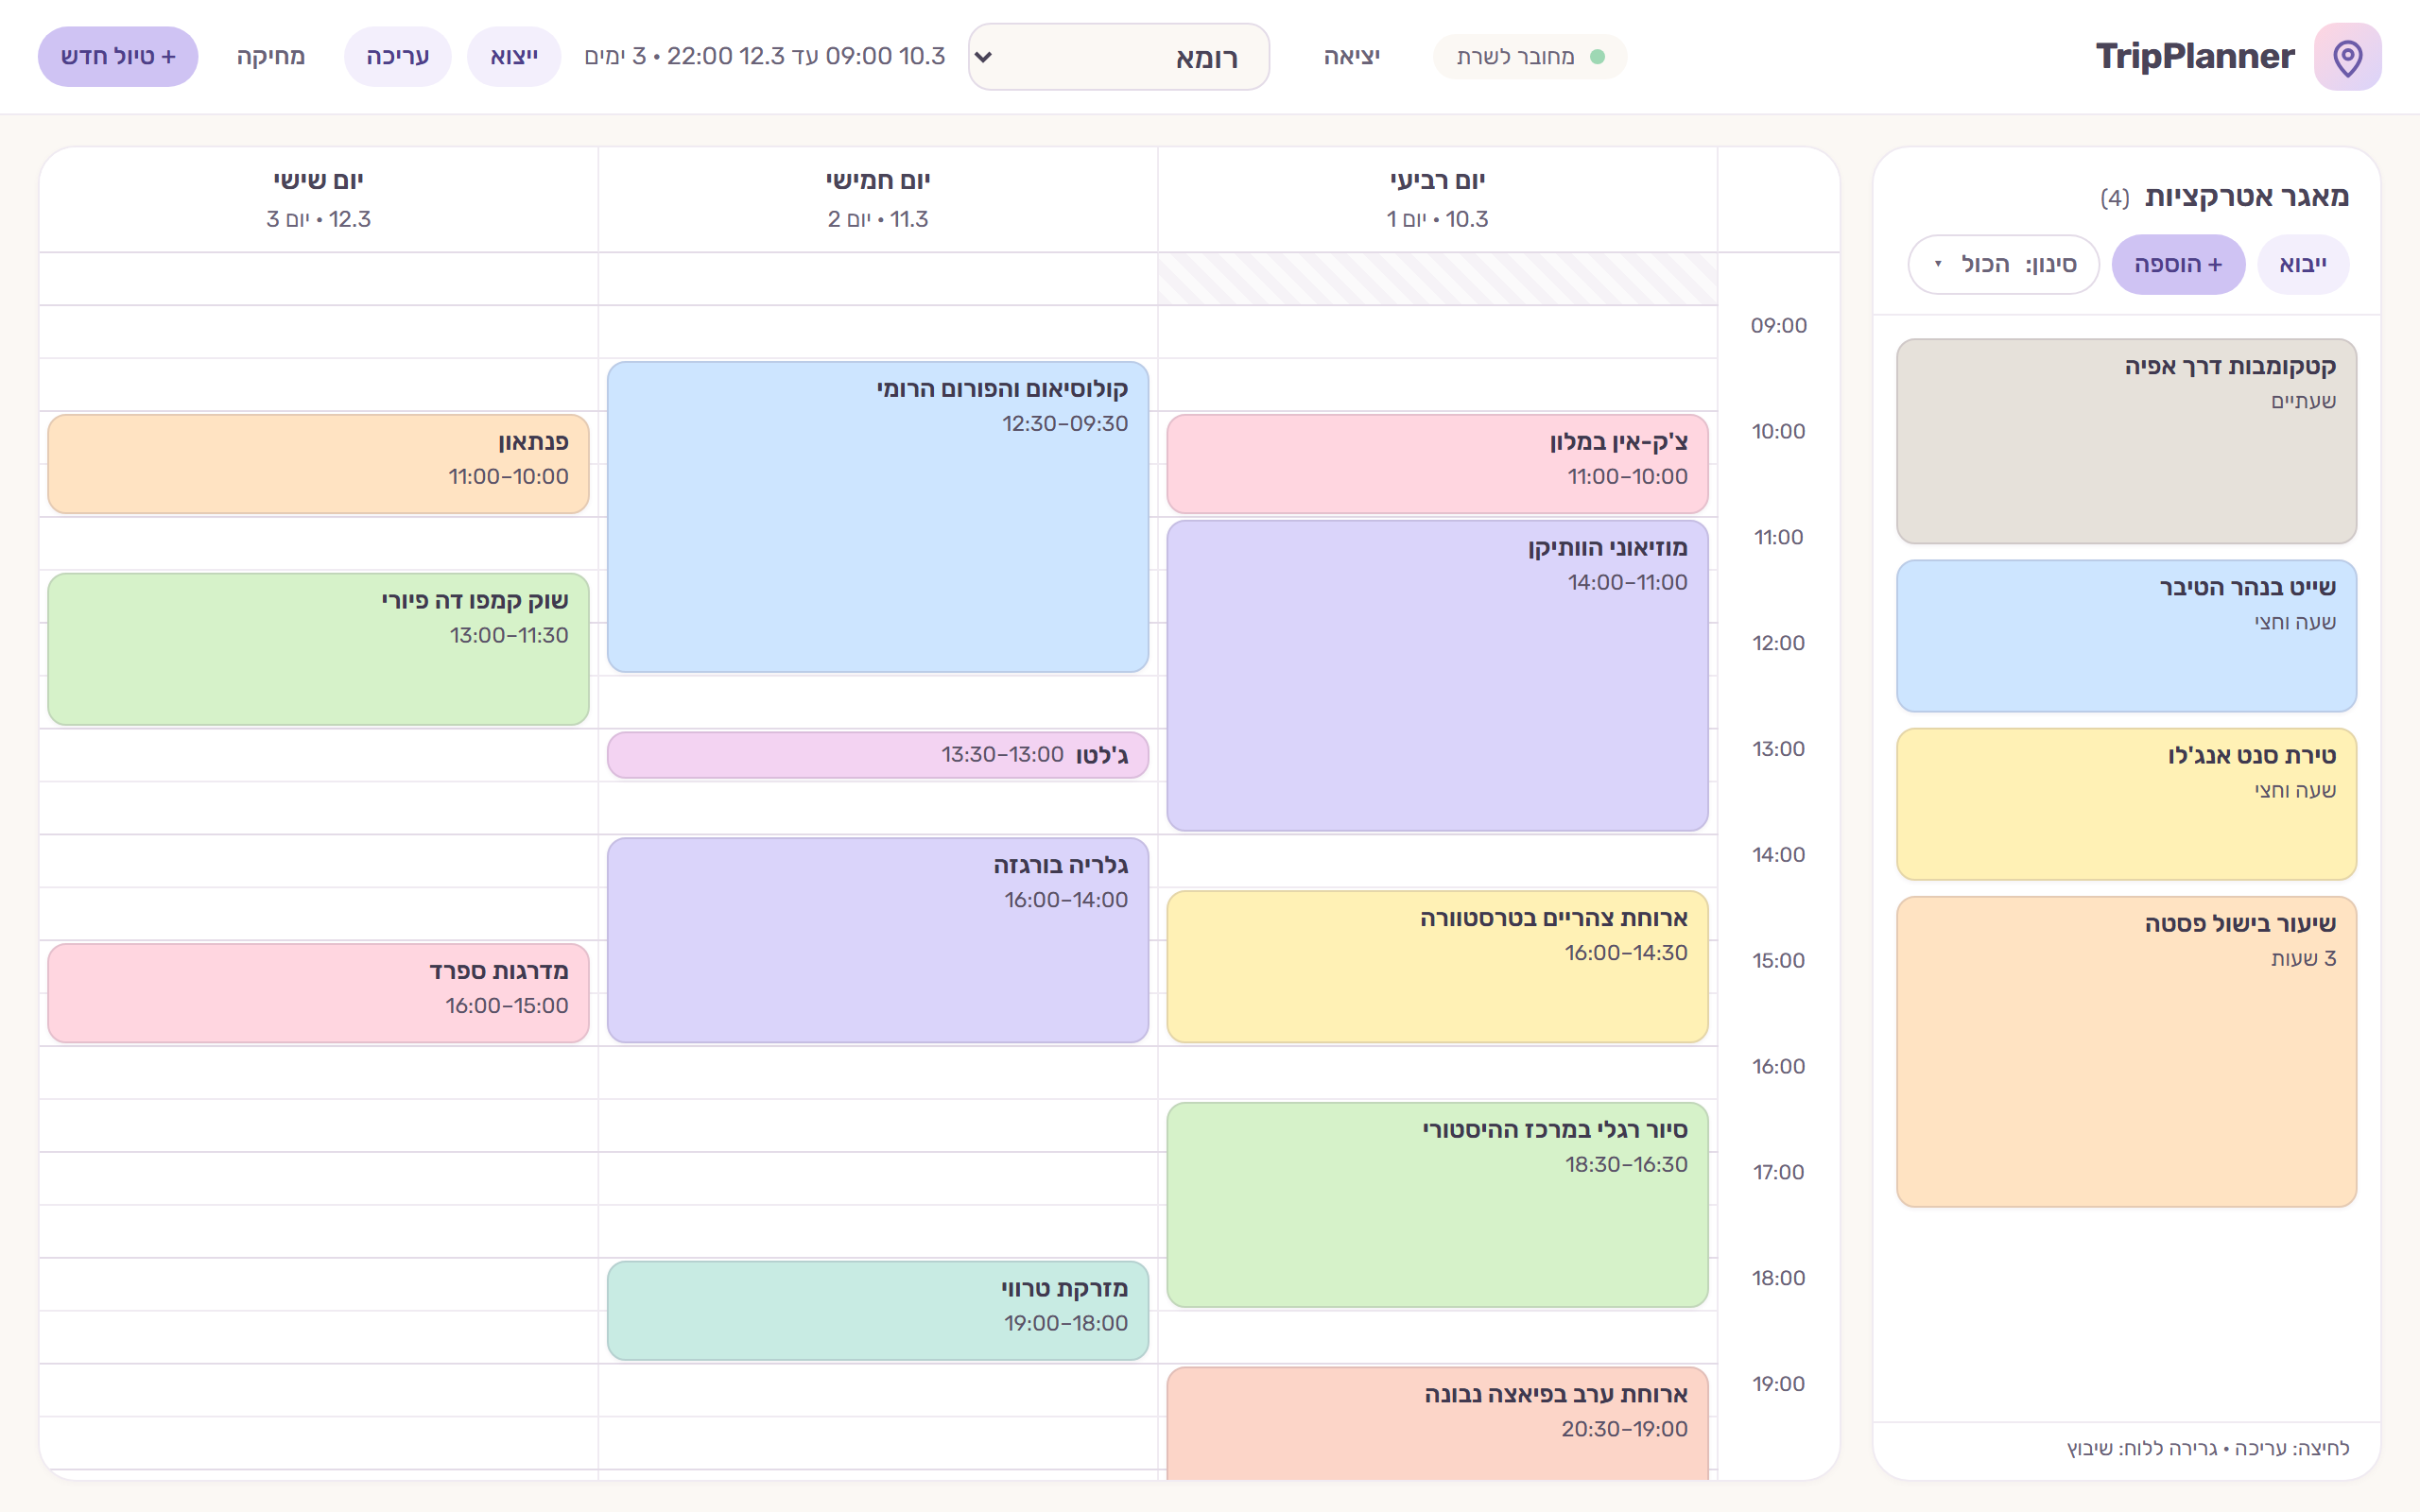 TripPlanner
מחובר לשרת
יציאה
רומא
10.3 09:00 עד 12.3 22:00 • 3 ימים
ייצוא
עריכה
מחיקה
+ טיול חדש
מאגר אטרקציות (4)
ייבוא
+ הוספה
סינון: הכול
קטקומבות דרך אפיה
שעתיים
שייט בנהר הטיבר
שעה וחצי
טירת סנט אנג'לו
שעה וחצי
שיעור בישול פסטה
3 שעות
לחיצה: עריכה • גרירה ללוח: שיבוץ
09:00
10:00
11:00
12:00
13:00
14:00
15:00
16:00
17:00
18:00
19:00
יום רביעי
10.3 • יום 1
צ'ק-אין במלון
10:00–11:00
מוזיאוני הוותיקן
11:00–14:00
ארוחת צהריים בטרסטוורה
14:30–16:00
סיור רגלי במרכז ההיסטורי
16:30–18:30
ארוחת ערב בפיאצה נבונה
19:00–20:30
יום חמישי
11.3 • יום 2
קולוסיאום והפורום הרומי
09:30–12:30
ג'לטו 13:00–13:30
גלריה בורגזה
14:00–16:00
מזרקת טרווי
18:00–19:00
יום שישי
12.3 • יום 3
פנתאון
10:00–11:00
שוק קמפו דה פיורי
11:30–13:00
מדרגות ספרד
15:00–16:00